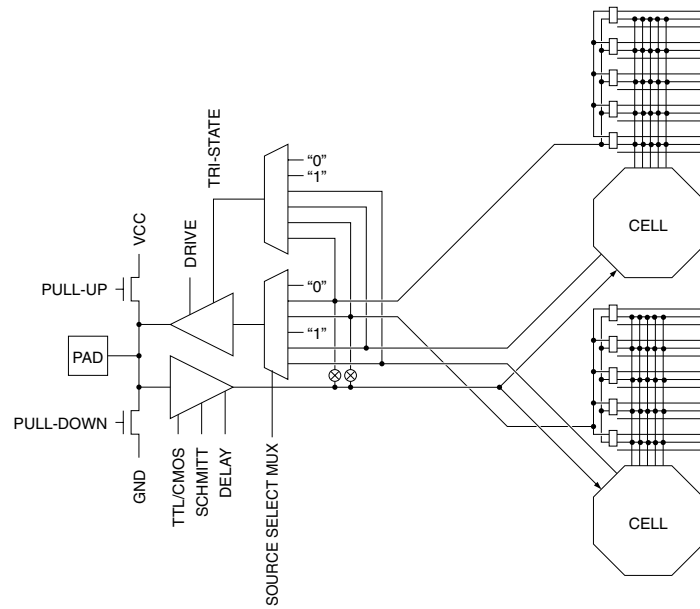 TRI-STATE
"0"
"1"
CELL
VCC
DRIVE
PULL-UP
"0"
"1"
PAD
PULL-DOWN
GND
TTL/CMOS
SCHMITT
DELAY
SOURCE SELECT MUX
CELL